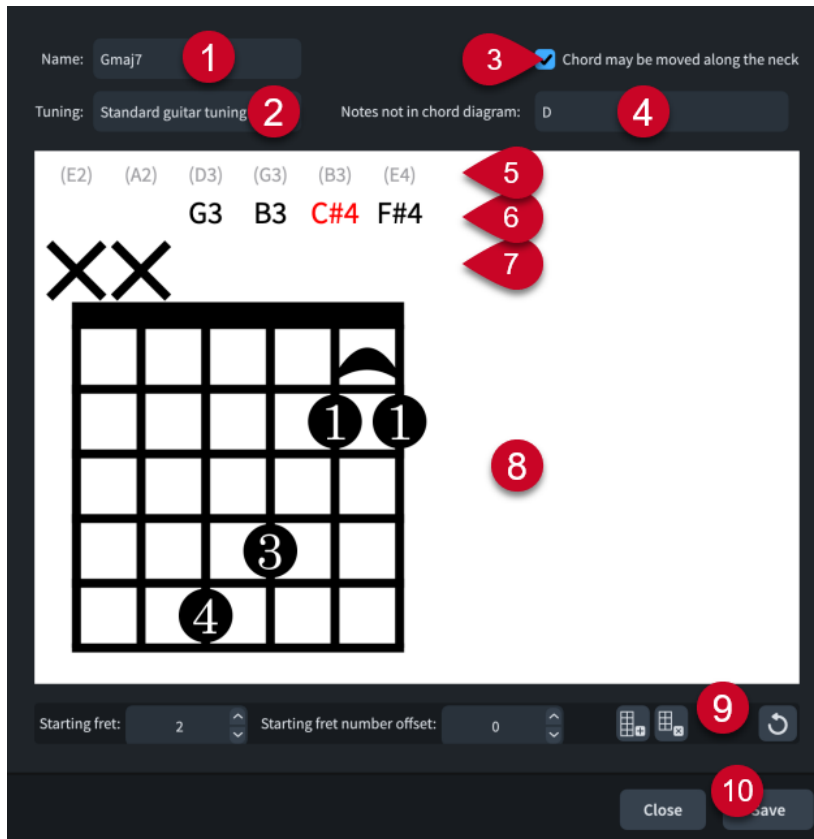 Name: Gmaj7 1 3 Chord may be moved along the neck
Tuning: Standard guitar tuning 2 Notes not in chord diagram: D 4
(E2) (A2) (D3) (G3) (B3) (E4) 5
G3 B3 C#4 F#4 6
7
1 1
8
3
4
Starting fret: 2 Starting fret number offset: 0 9
Close 10 Save